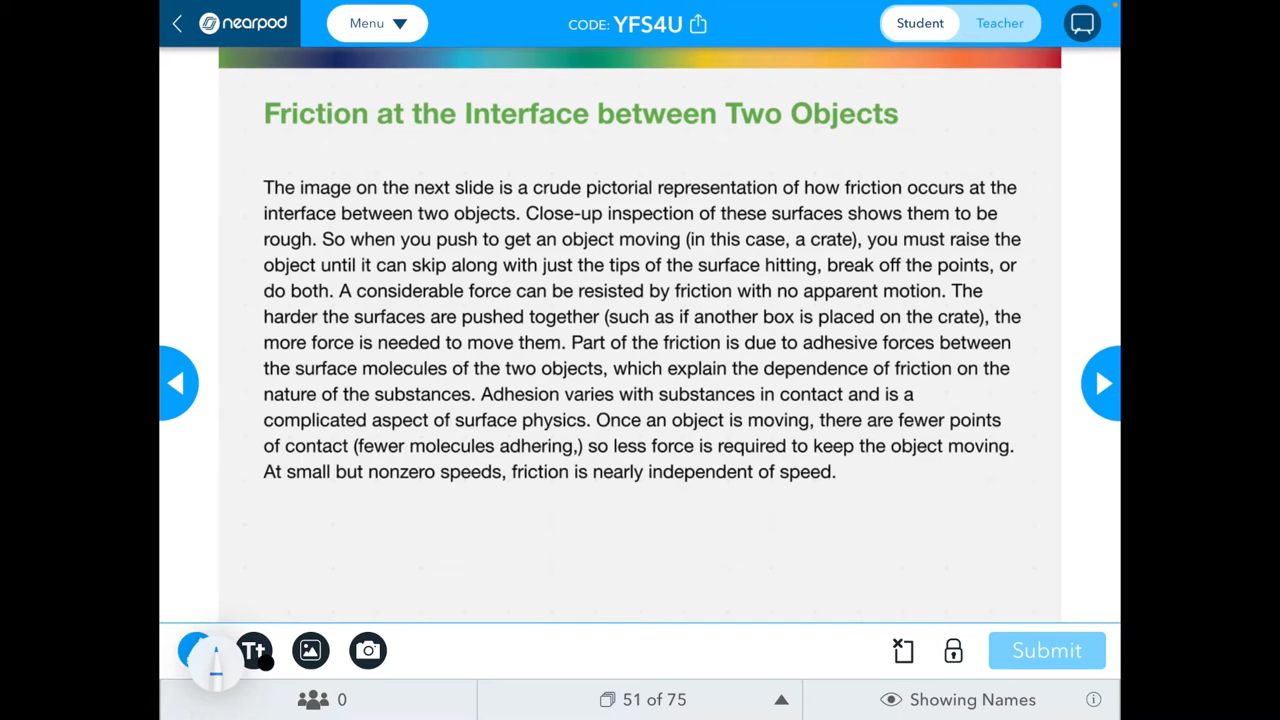 nearpod
Menu
CODE: YFS4U
Student
Teacher
Friction at the Interface between Two Objects
The image on the next slide is a crude pictorial representation of how friction occurs at the
interface between two objects. Close-up inspection of these surfaces shows them to be
rough. So when you push to get an object moving (in this case, a crate), you must raise the
object until it can skip along with just the tips of the surface hitting, break off the points, or
do both. A considerable force can be resisted by friction with no apparent motion. The
harder the surfaces are pushed together (such as if another box is placed on the crate), the
more force is needed to move them. Part of the friction is due to adhesive forces between
the surface molecules of the two objects, which explain the dependence of friction on the
nature of the substances. Adhesion varies with substances in contact and is a
complicated aspect of surface physics. Once an object is moving, there are fewer points
of contact (fewer molecules adhering,) so less force is required to keep the object moving.
At small but nonzero speeds, friction is nearly independent of speed.
Tt
Submit
0
51 of 75
Showing Names